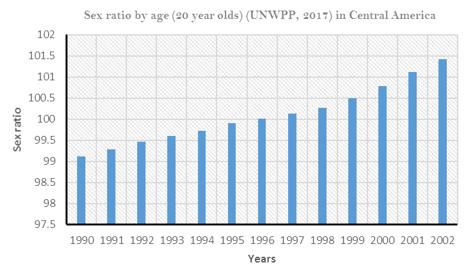 Sex ratio by age (20 year olds) (UNWPP, 2017) in Central America
102
101.5
101
100.5
100
99.5
99
98.5
98
97.5
Sex ratio
1990 1991 1992 1993 1994 1995 1996 1997 1998 1999 2000 2001 2002
Years